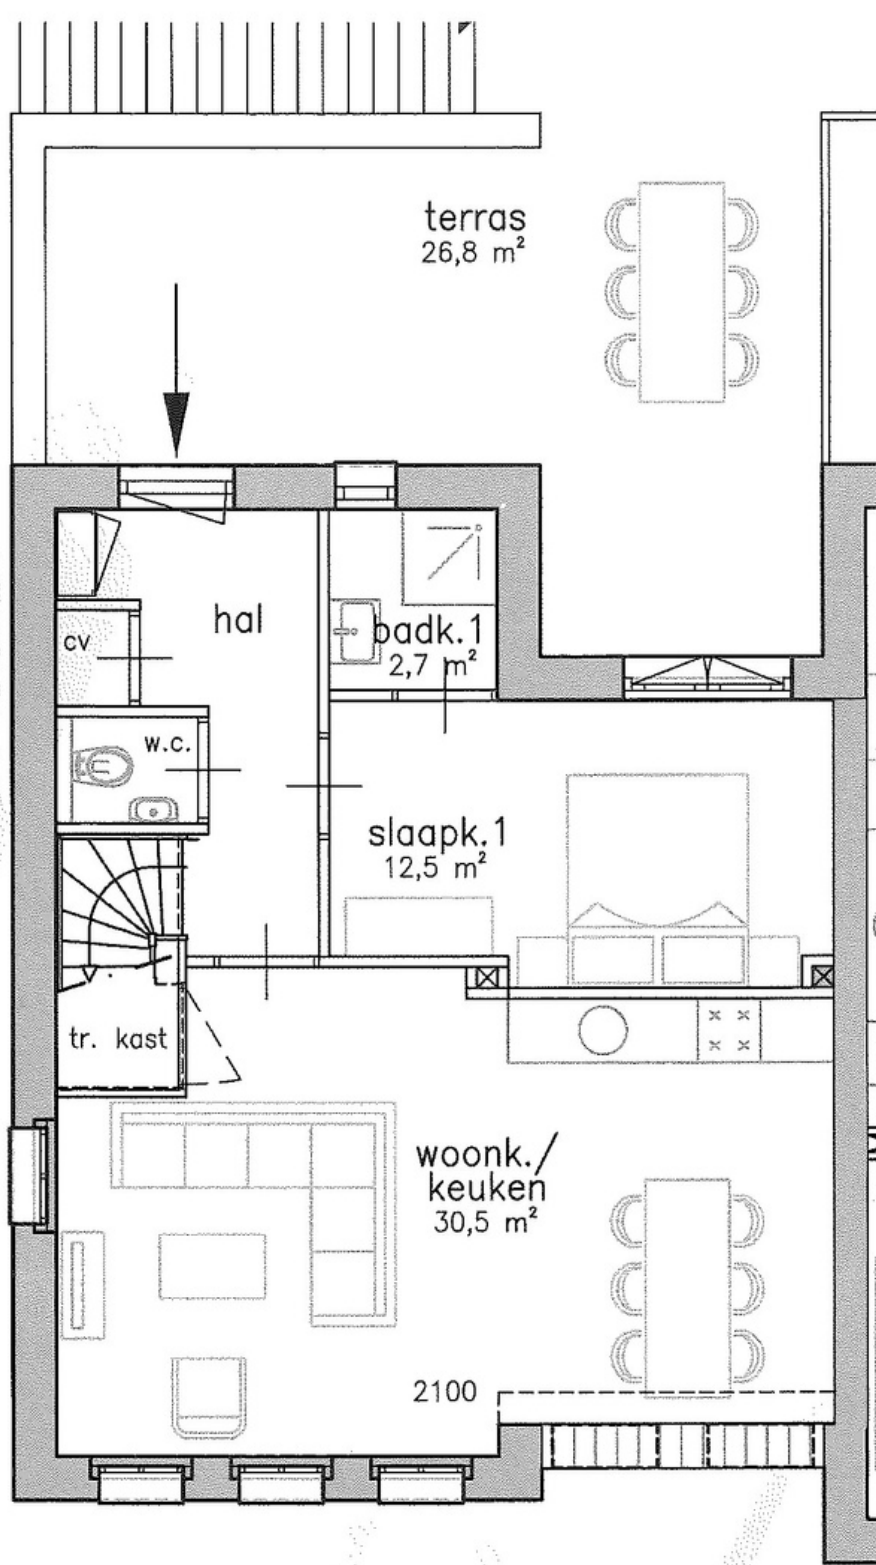 terras
26,8 m²
hal
cv
badk.1
2,7 m²
w.c.
slaapk.1
12,5 m²
tr. kast
woonk./
keuken
30,5 m²
2100